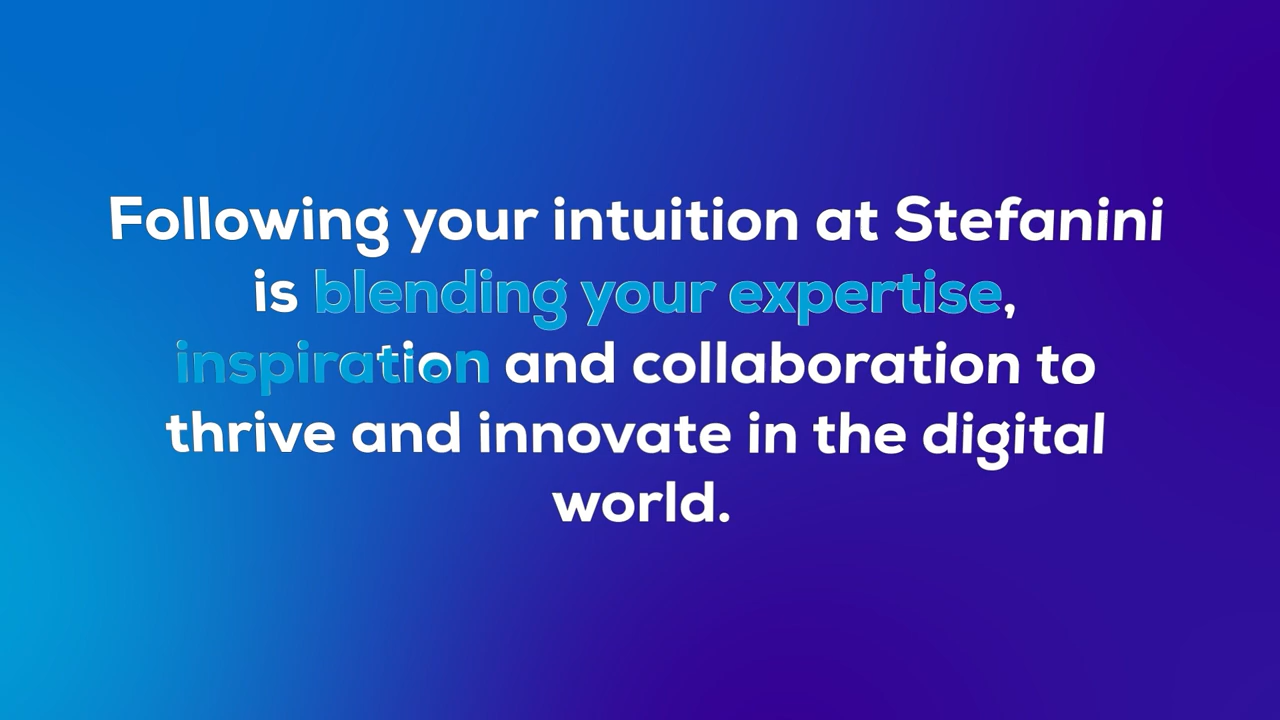 Following your intuition at Stefanini
is blending your expertise,
inspiration and collaboration to
thrive and innovate in the digital
world.